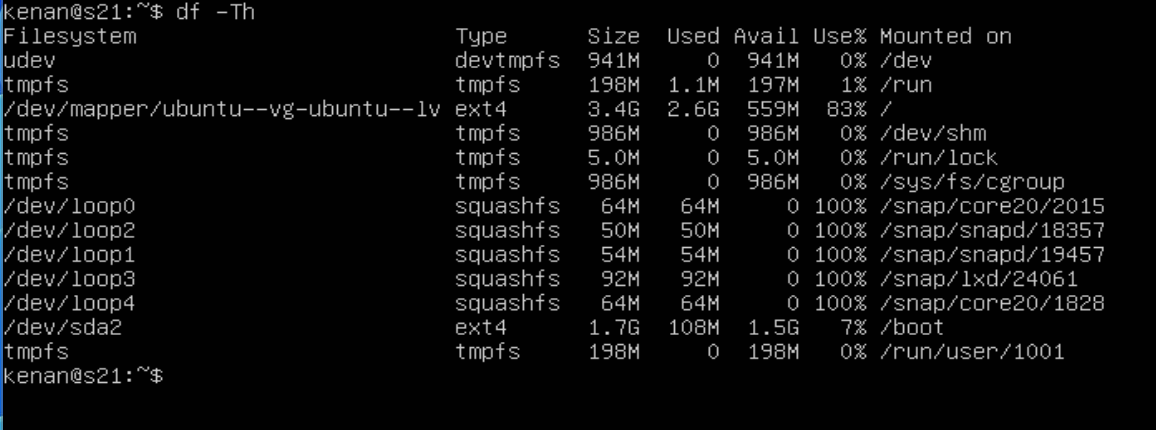 kenan@s21:~$ df -Th
Filesystem                        Type      Size  Used Avail Use% Mounted on
udev                              devtmpfs  941M     0  941M   0% /dev
tmpfs                             tmpfs     198M  1.1M  197M   1% /run
/dev/mapper/ubuntu--vg-ubuntu--lv ext4      3.4G  2.6G  559M  83% /
tmpfs                             tmpfs     986M     0  986M   0% /dev/shm
tmpfs                             tmpfs     5.0M     0  5.0M   0% /run/lock
tmpfs                             tmpfs     986M     0  986M   0% /sys/fs/cgroup
/dev/loop0                        squashfs   64M   64M     0 100% /snap/core20/2015
/dev/loop2                        squashfs   50M   50M     0 100% /snap/snapd/18357
/dev/loop1                        squashfs   54M   54M     0 100% /snap/snapd/19457
/dev/loop3                        squashfs   92M   92M     0 100% /snap/lxd/24061
/dev/loop4                        squashfs   64M   64M     0 100% /snap/core20/1828
/dev/sda2                         ext4      1.7G  108M  1.5G   7% /boot
tmpfs                             tmpfs     198M     0  198M   0% /run/user/1001
kenan@s21:~$